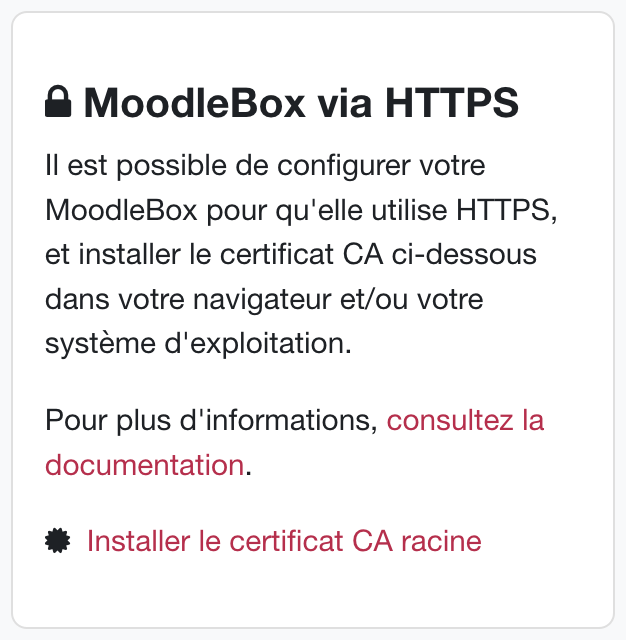 MoodleBox via HTTPS
Il est possible de configurer votre
MoodleBox pour qu'elle utilise HTTPS,
et installer le certificat CA ci-dessous
dans votre navigateur et/ou votre
système d'exploitation.
Pour plus d'informations, consultez la
documentation.
Installer le certificat CA racine